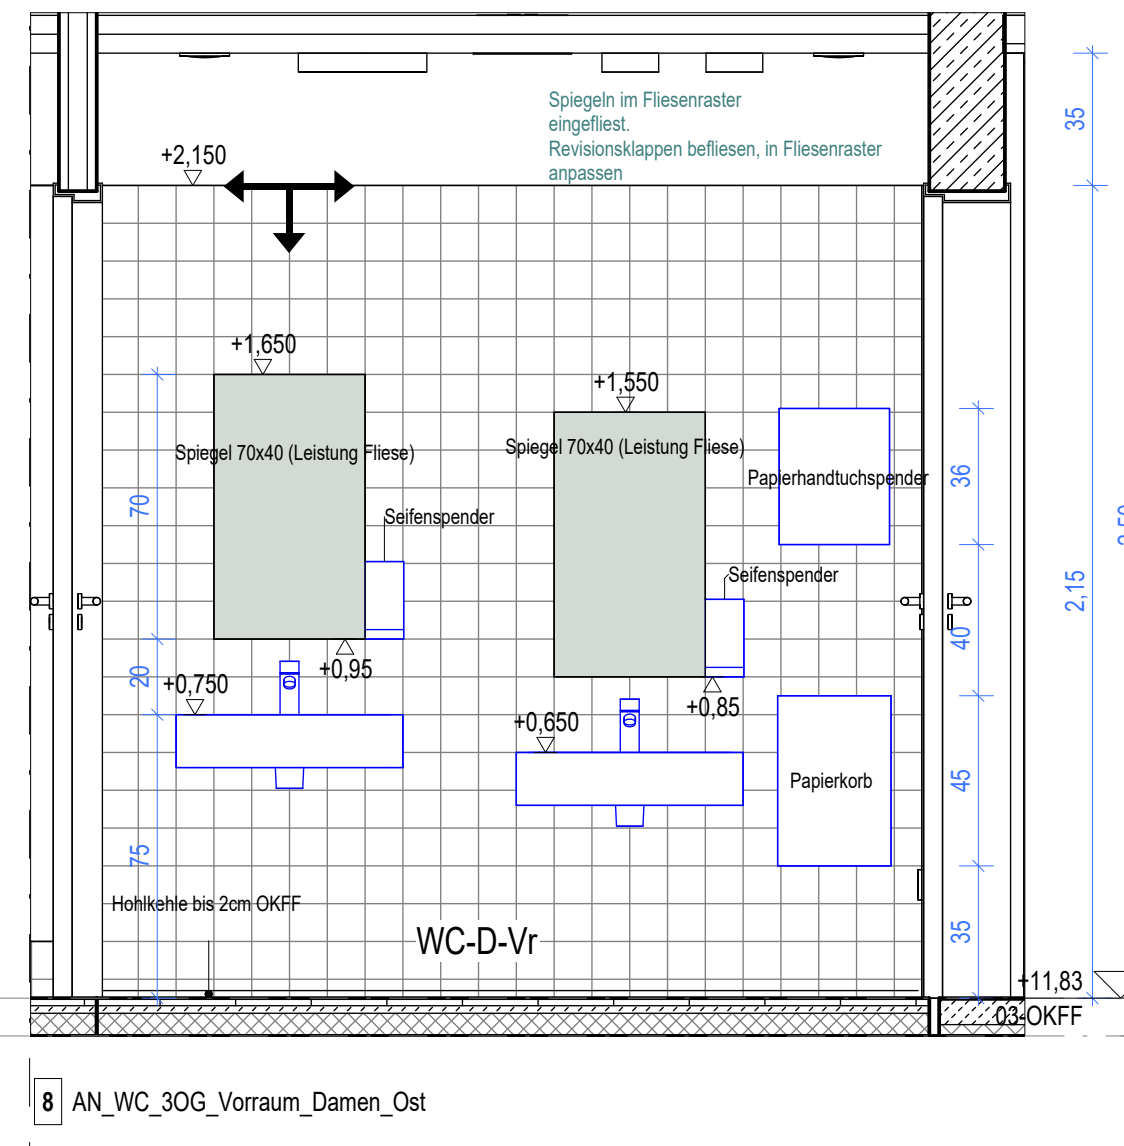 Spiegeln im Fliesenraster
eingefliest.
Revisionsklappen befliesen, in Fliesenraster
anpassen
35
+2,150
+1,650
+1,550
Spiegel 70x40 (Leistung Fliese)
Spiegel 70x40 (Leistung Fliese)
Papierhandtuchspender
36
70
Seifenspender
Seifenspender
2,15
40
+0,95
20
+0,750
+0,85
+0,650
Papierkorb
45
75
Hohlkehle bis 2cm OKFF
35
WC-D-Vr
+11,83
03-OKFF
8 AN_WC_3OG_Vorraum_Damen_Ost